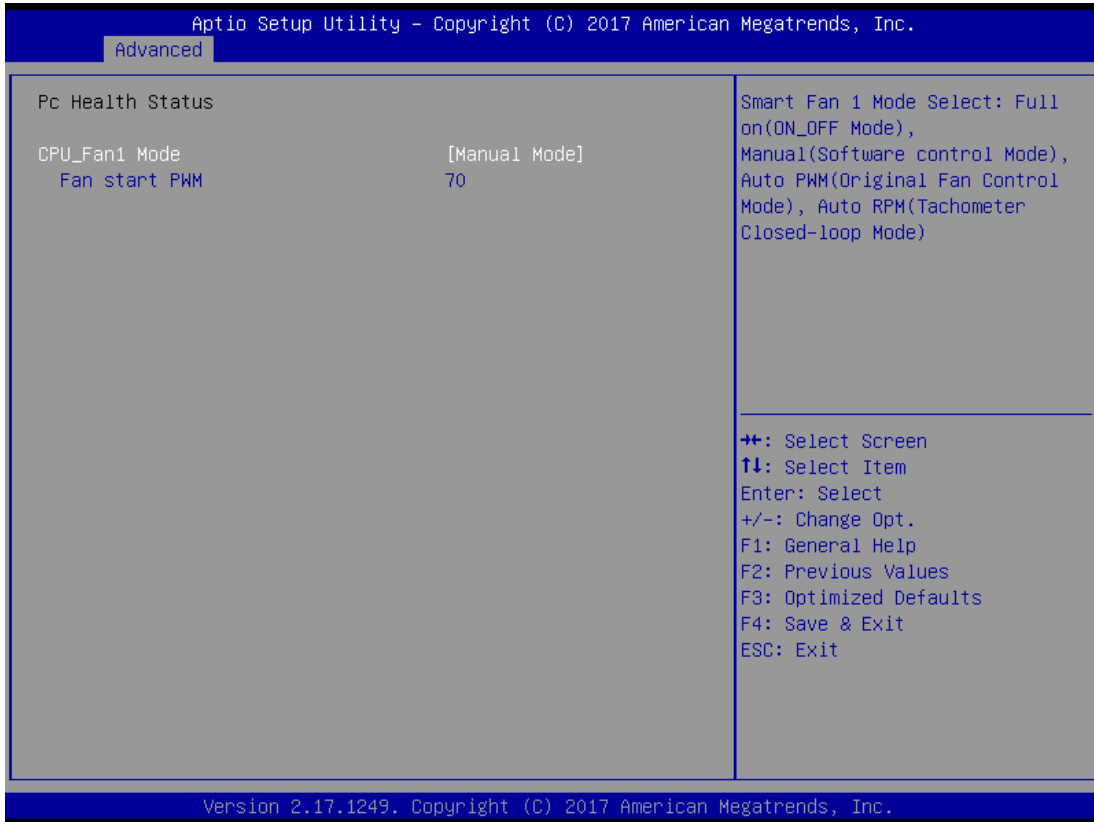 Aptio Setup Utility – Copyright (C) 2017 American Megatrends, Inc.
Advanced
Pc Health Status
CPU_Fan1 Mode [Manual Mode]
Fan start PWM 70
Smart Fan 1 Mode Select: Full
on(ON_OFF Mode),
Manual(Software control Mode),
Auto PWM(Original Fan Control
Mode), Auto RPM(Tachometer
Closed-loop Mode)
→←: Select Screen
↑↓: Select Item
Enter: Select
+/-: Change Opt.
F1: General Help
F2: Previous Values
F3: Optimized Defaults
F4: Save & Exit
ESC: Exit
Version 2.17.1249. Copyright (C) 2017 American Megatrends, Inc.